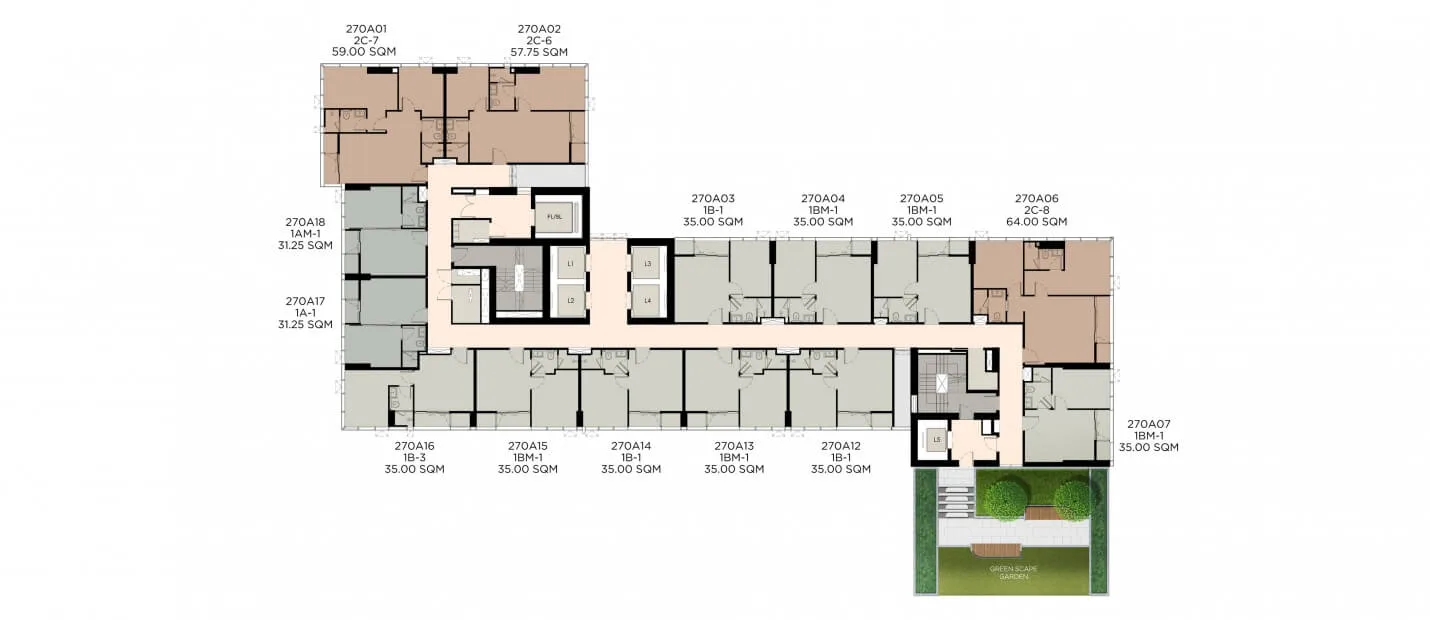 270A01
2C-7
59.00 SQM
270A02
2C-6
57.75 SQM
270A18
1AM-1
31.25 SQM
FL/BL
270A03
1B-1
35.00 SQM
270A04
1BM-1
35.00 SQM
270A05
1BM-1
35.00 SQM
270A06
2C-8
64.00 SQM
L1
L3
L2
L4
270A17
1A-1
31.25 SQM
270A16
1B-3
35.00 SQM
270A15
1BM-1
35.00 SQM
270A14
1B-1
35.00 SQM
270A13
1BM-1
35.00 SQM
270A12
1B-1
35.00 SQM
L5
270A07
1BM-1
35.00 SQM
GREEN SCAPE
GARDEN